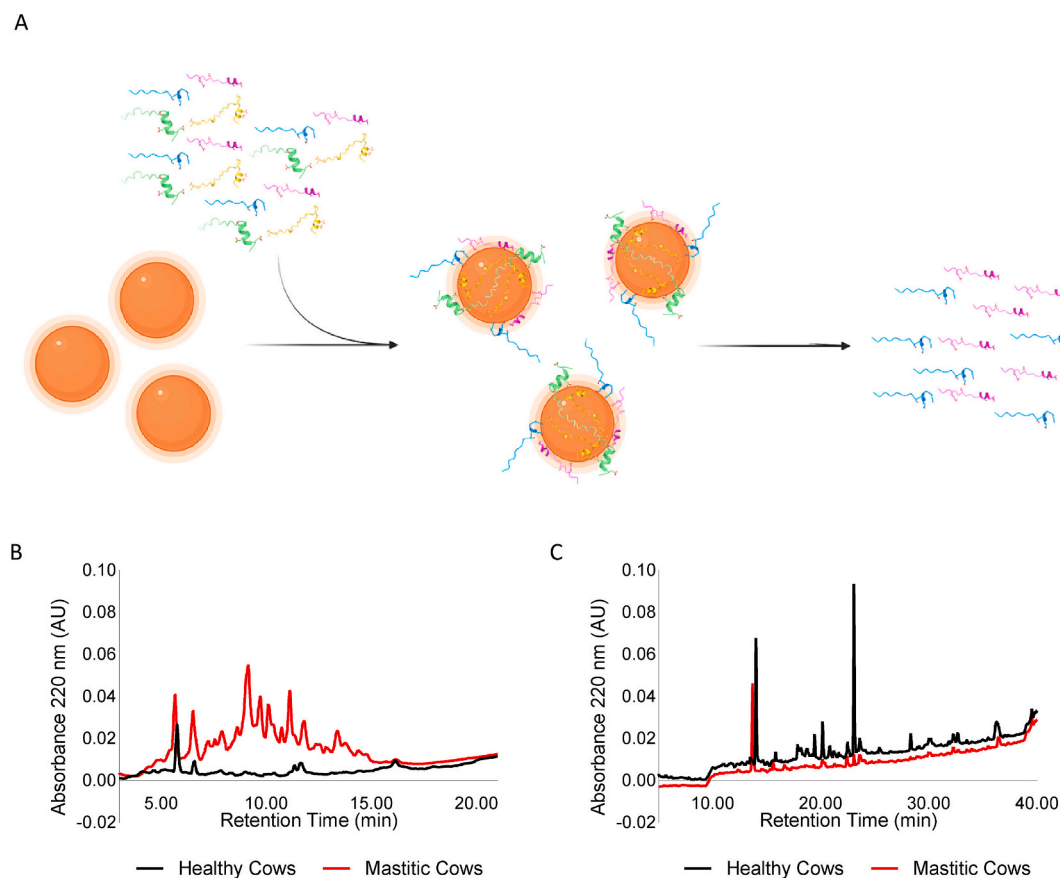 A
B
C
Absorbance 220 nm (AU)
0.10
0.08
0.06
0.04
0.02
0.00
-0.02
5.00 10.00 15.00 20.00
Retention Time (min)
Healthy Cows Mastitic Cows
Absorbance 220 nm (AU)
0.10
0.08
0.06
0.04
0.02
0.00
-0.02
10.00 20.00 30.00 40.00
Retention Time (min)
Healthy Cows Mastitic Cows